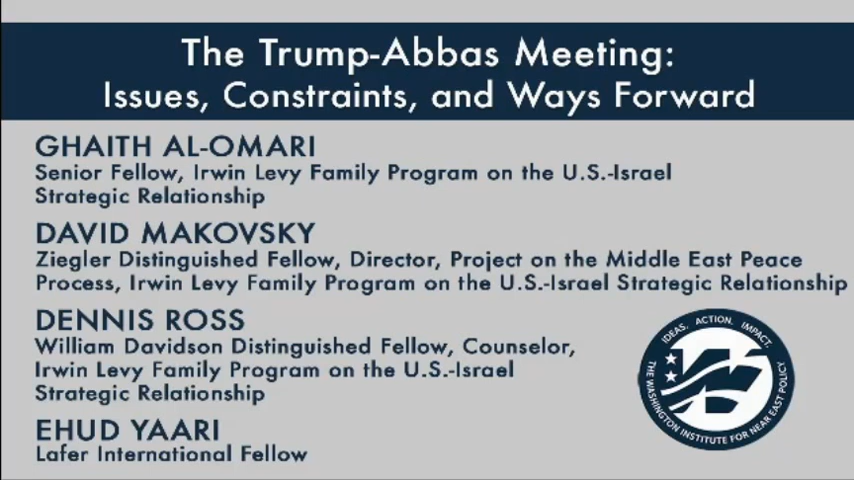 The Trump-Abbas Meeting:
Issues, Constraints, and Ways Forward
GHAITH AL-OMARI
Senior Fellow, Irwin Levy Family Program on the U.S.-Israel
Strategic Relationship
DAVID MAKOVSKY
Ziegler Distinguished Fellow, Director, Project on the Middle East Peace
Process, Irwin Levy Family Program on the U.S.-Israel Strategic Relationship
DENNIS ROSS
William Davidson Distinguished Fellow, Counselor,
Irwin Levy Family Program on the U.S.-Israel
Strategic Relationship
EHUD YAARI
Lafer International Fellow
IDEAS. ACTION. IMPACT.
THE WASHINGTON INSTITUTE FOR NEAR EAST POLICY